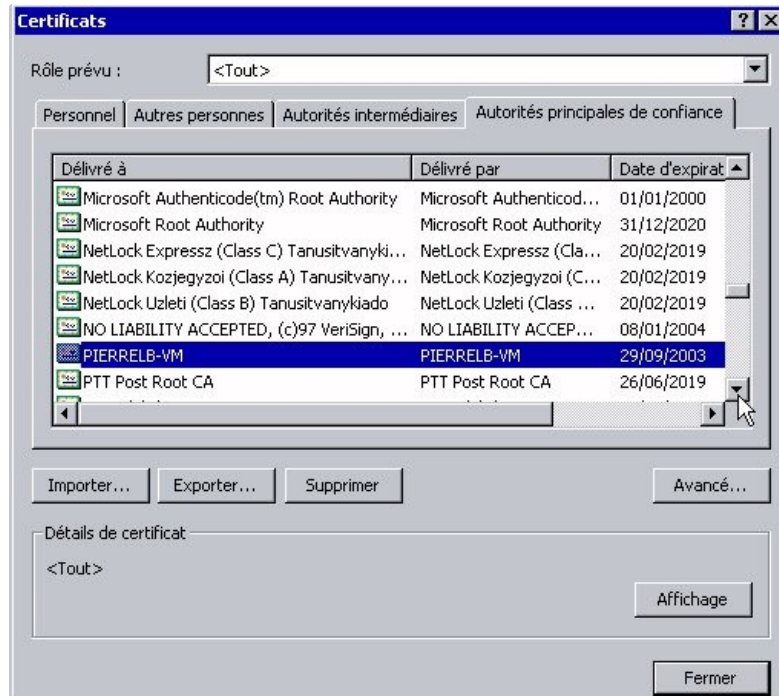 Certificats
Rôle prévu : <Tout>
Personnel Autres personnes Autorités intermédiaires Autorités principales de confiance
Délivré à Délivré par Date d'expirat
Microsoft Authenticode(tm) Root Authority Microsoft Authenticod... 01/01/2000
Microsoft Root Authority Microsoft Root Authority 31/12/2020
NetLock Expressz (Class C) Tanusitvanyki... NetLock Expressz (Cla... 20/02/2019
NetLock Kozjegyzoi (Class A) Tanusitvany... NetLock Kozjegyzoi (C... 20/02/2019
NetLock Uzleti (Class B) Tanusitvanykiado NetLock Uzleti (Class ... 20/02/2019
NO LIABILITY ACCEPTED, (c)97 VeriSign, ... NO LIABILITY ACCEP... 08/01/2004
PIERRELB-VM PIERRELB-VM 29/09/2003
PTT Post Root CA PTT Post Root CA 26/06/2019
Importer... Exporter... Supprimer Avancé...
Détails de certificat
<Tout>
Affichage
Fermer